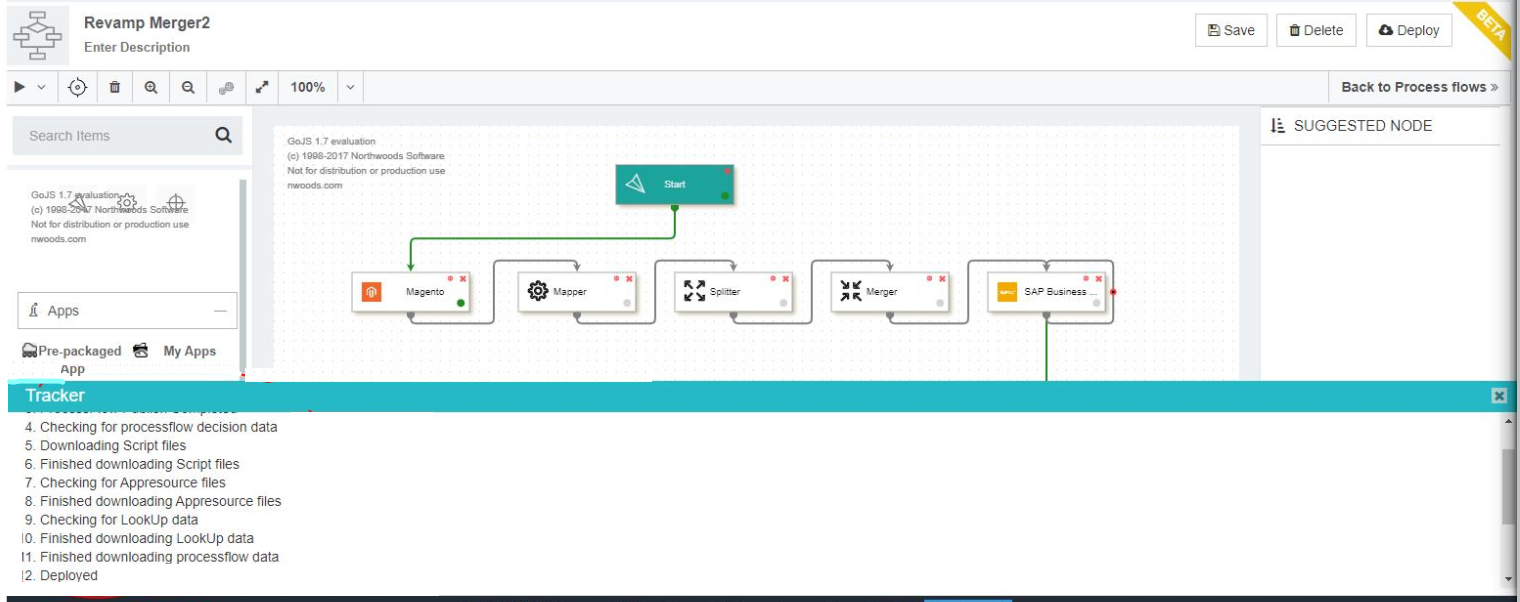 Revamp Merger2
Enter Description
Save
Delete
Deploy
BETA
100%
Back to Process flows »
Search Items
GoJS 1.7 evaluation
(c) 1998-2017 Northwoods Software
Not for distribution or production use
nwoods.com
Apps
Pre-packaged App
My Apps
GoJS 1.7 evaluation
(c) 1998-2017 Northwoods Software
Not for distribution or production use
nwoods.com
Start
Magento
Mapper
Splitter
Merger
SAP Business ...
SUGGESTED NODE
Tracker
4. Checking for processflow decision data
5. Downloading Script files
6. Finished downloading Script files
7. Checking for Appresource files
8. Finished downloading Appresource files
9. Checking for LookUp data
10. Finished downloading LookUp data
11. Finished downloading processflow data
12. Deployed